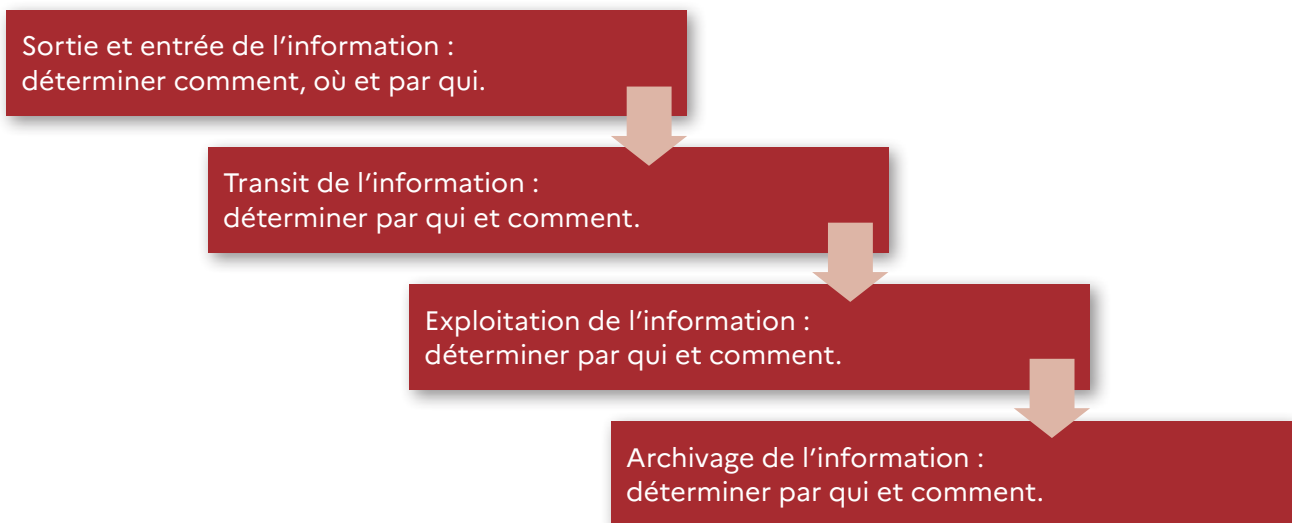 Sortie et entrée de l’information :
déterminer comment, où et par qui.
Transit de l’information :
déterminer par qui et comment.
Exploitation de l’information :
déterminer par qui et comment.
Archivage de l’information :
déterminer par qui et comment.